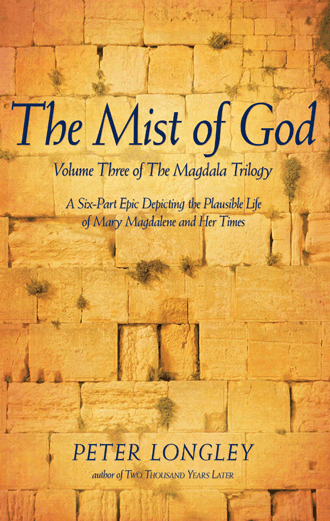 The Mist of God
Volume Three of The Magdala Trilogy
A Six-Part Epic Depicting the Plausible Life
of Mary Magdalene and Her Times
PETER LONGLEY
author of TWO THOUSAND YEARS LATER